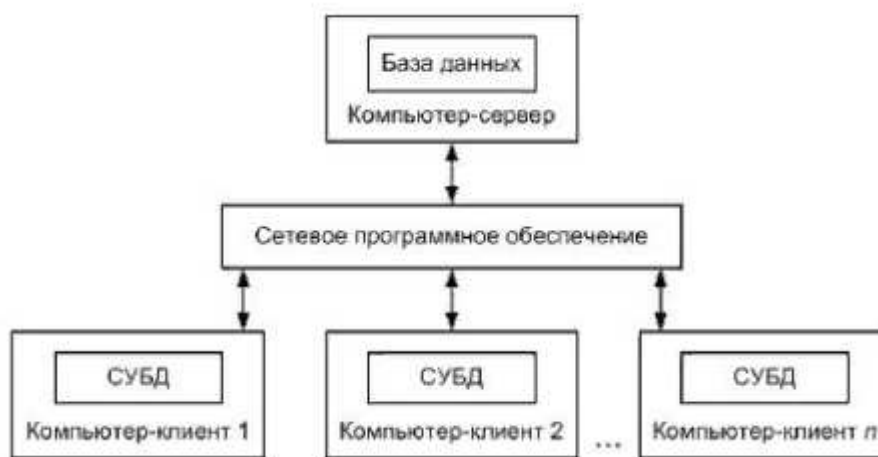 База данных
Компьютер-сервер
Сетевое программное обеспечение
СУБД
Компьютер-клиент 1
СУБД
Компьютер-клиент 2
...
СУБД
Компьютер-клиент n